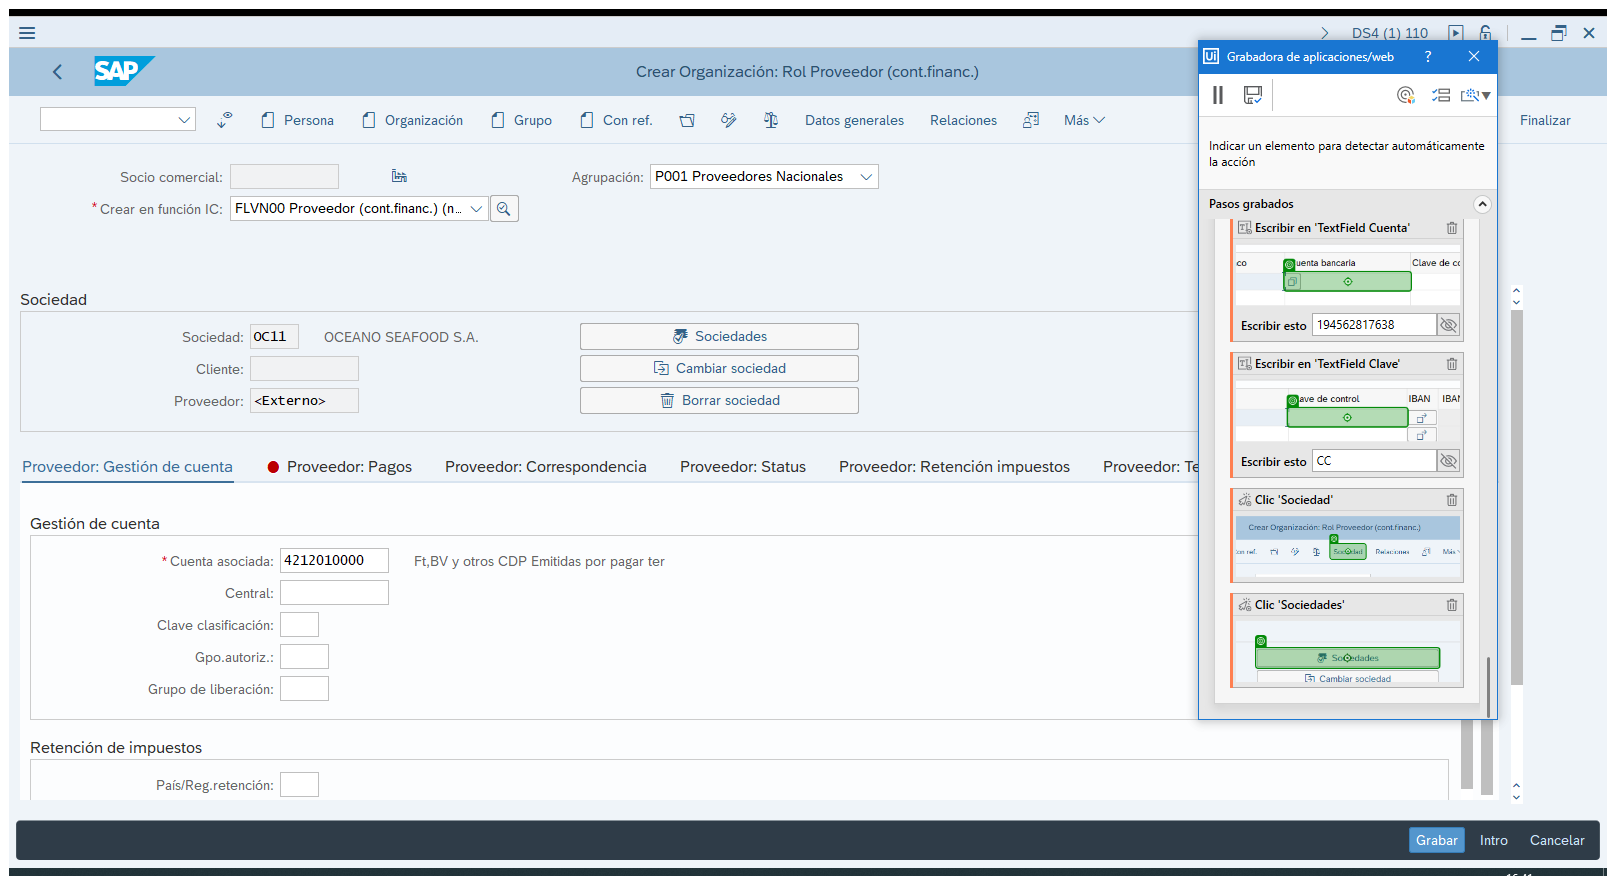 DS4 (1) 110
SAP
Crear Organización: Rol Proveedor (cont.financ.)
Persona
Organización
Grupo
Con ref.
Datos generales
Relaciones
Más
Finalizar
Socio comercial:
Agrupación:
P001 Proveedores Nacionales
* Crear en función IC:
FLVN00 Proveedor (cont.financ.) (n...
Sociedad
Sociedad:
OC11
OCEANO SEAFOOD S.A.
Sociedades
Cliente:
Cambiar sociedad
Proveedor:
<Externo>
Borrar sociedad
Proveedor: Gestión de cuenta
Proveedor: Pagos
Proveedor: Correspondencia
Proveedor: Status
Proveedor: Retención impuestos
Proveedor: Te
Gestión de cuenta
* Cuenta asociada:
4212010000
Ft,BV y otros CDP Emitidas por pagar ter
Central:
Clave clasificación:
Gpo.autoriz.:
Grupo de liberación:
Retención de impuestos
País/Reg.retención:
Grabar
Intro
Cancelar
Ui
Grabadora de aplicaciones/web
?
Indicar un elemento para detectar automáticamente
la acción
Pasos grabados
Escribir en 'TextField Cuenta'
co
uenta bancaria
Clave de cc
Escribir esto
194562817638
Escribir en 'TextField Clave'
ave de control
IBAN
IBAN
Escribir esto
CC
Clic 'Sociedad'
Crear Organización: Rol Proveedor (cont.financ.)
on ref.
Sociedad
Relaciones
Más
Clic 'Sociedades'
Sociedades
Cambiar sociedad